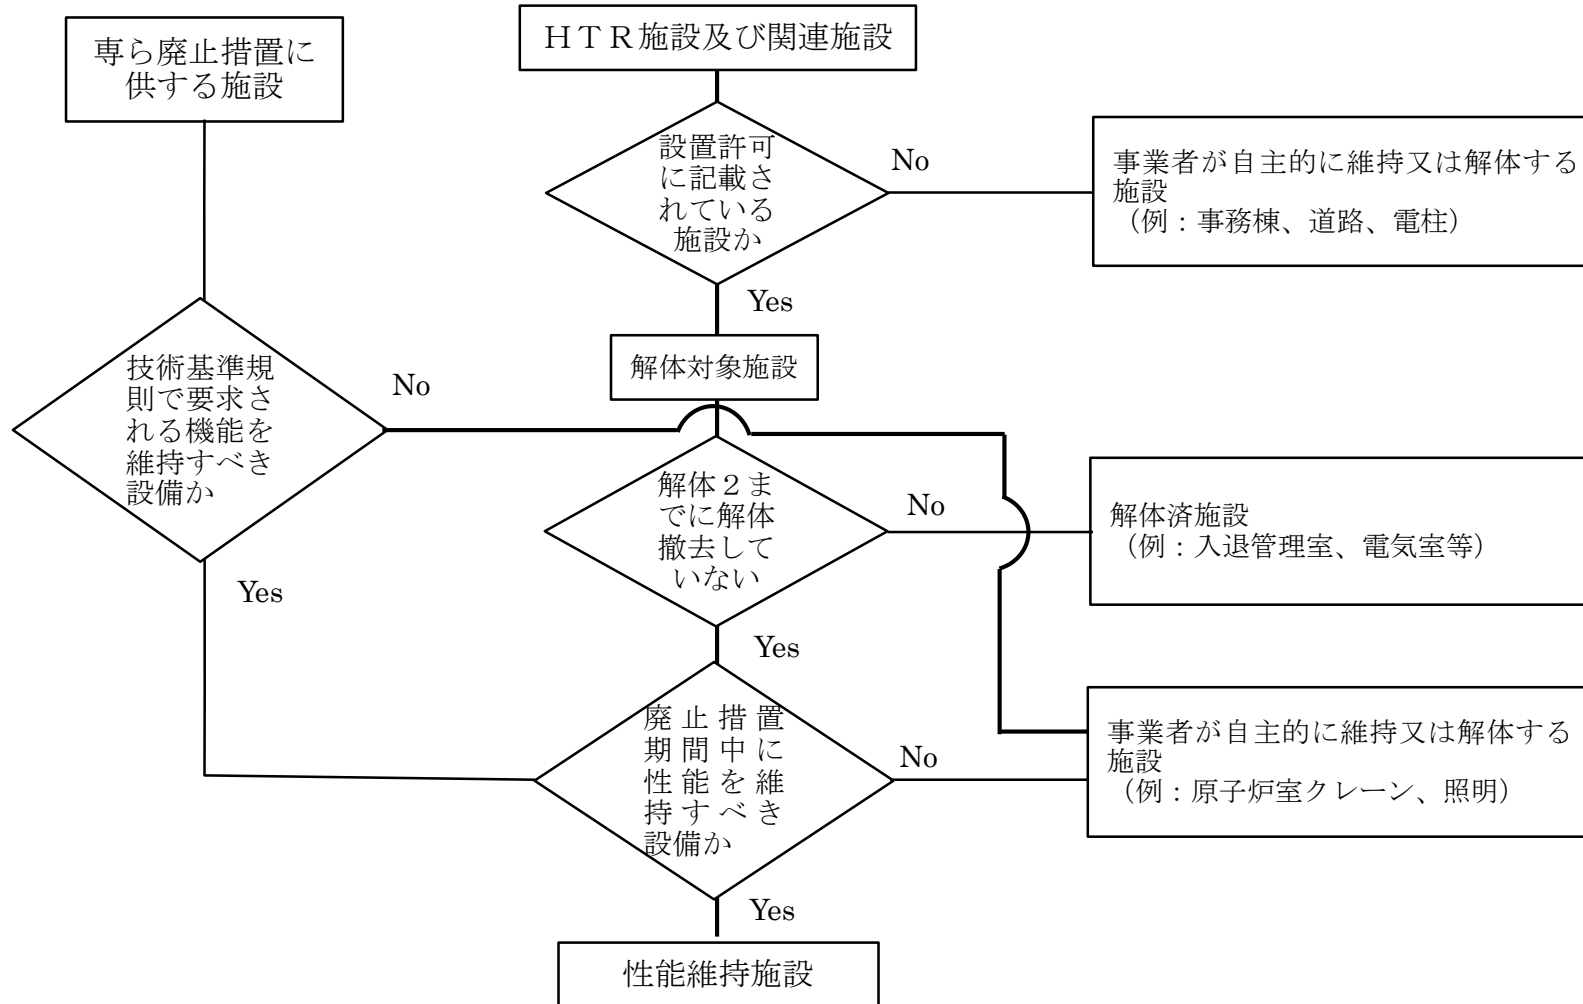 専ら廃止措置に
供する施設
ＨＴＲ施設及び関連施設
設置許可
に記載さ
れている
施設か
No
事業者が自主的に維持又は解体する
施設
（例：事務棟、道路、電柱）
Yes
解体対象施設
技術基準規
則で要求さ
れる機能を
維持すべき
設備か
No
Yes
解体２ま
でに解体
撤去して
いない
No
解体済施設
（例：入退管理室、電気室等）
Yes
廃止措置
期間中に
性能を維
持すべき
設備か
No
事業者が自主的に維持又は解体する
施設
（例：原子炉室クレーン、照明）
Yes
性能維持施設